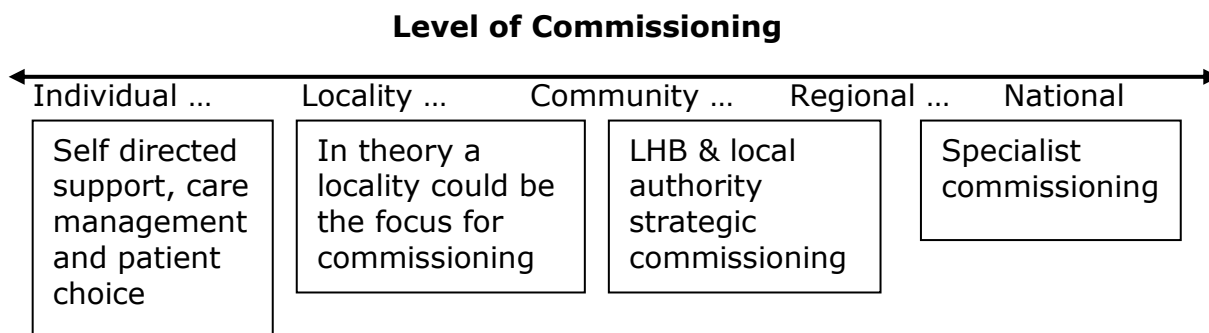 Level of Commissioning
Individual … Locality … Community … Regional … National
Self directed
support, care
management
and patient
choice
In theory a
locality could be
the focus for
commissioning
LHB & local
authority
strategic
commissioning
Specialist
commissioning